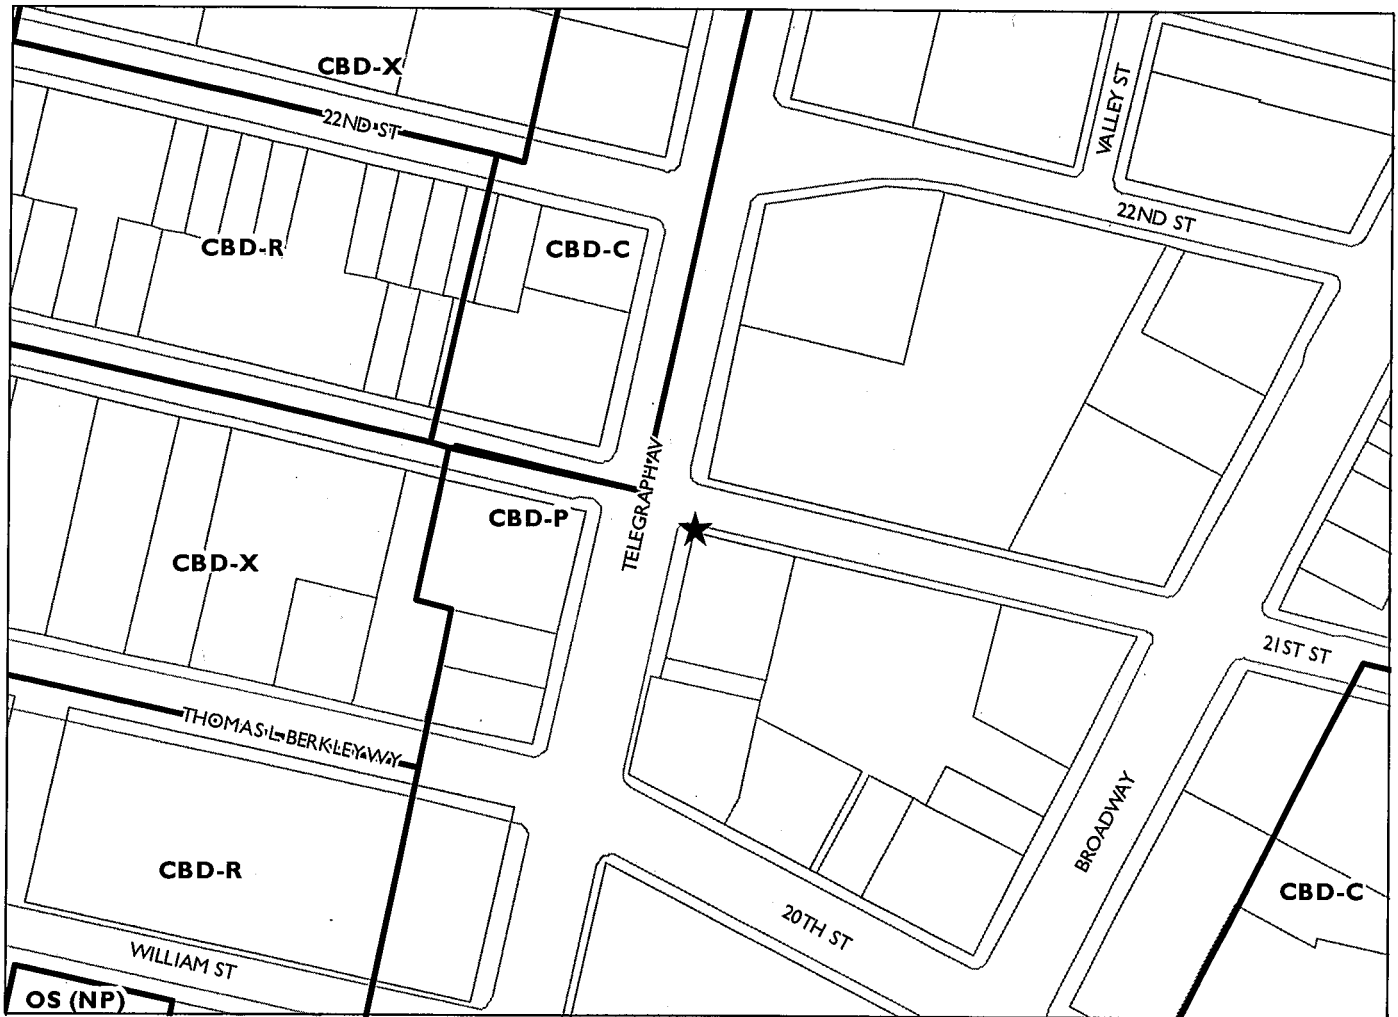 CBD-X
VALLEY ST
22ND ST
22ND ST
CBD-R
CBD-C
TELEGRAPH AV
CBD-P
CBD-X
21ST ST
THOMAS L BERKLEY WY
BROADWAY
CBD-R
CBD-C
20TH ST
WILLIAM ST
OS (NP)